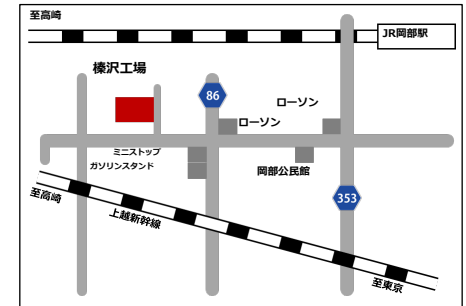 至高崎
JR岡部駅
榛沢工場
86
ローソン
ローソン
ミニストップ
ガソリンスタンド
岡部公民館
至高崎
上越新幹線
353
至東京